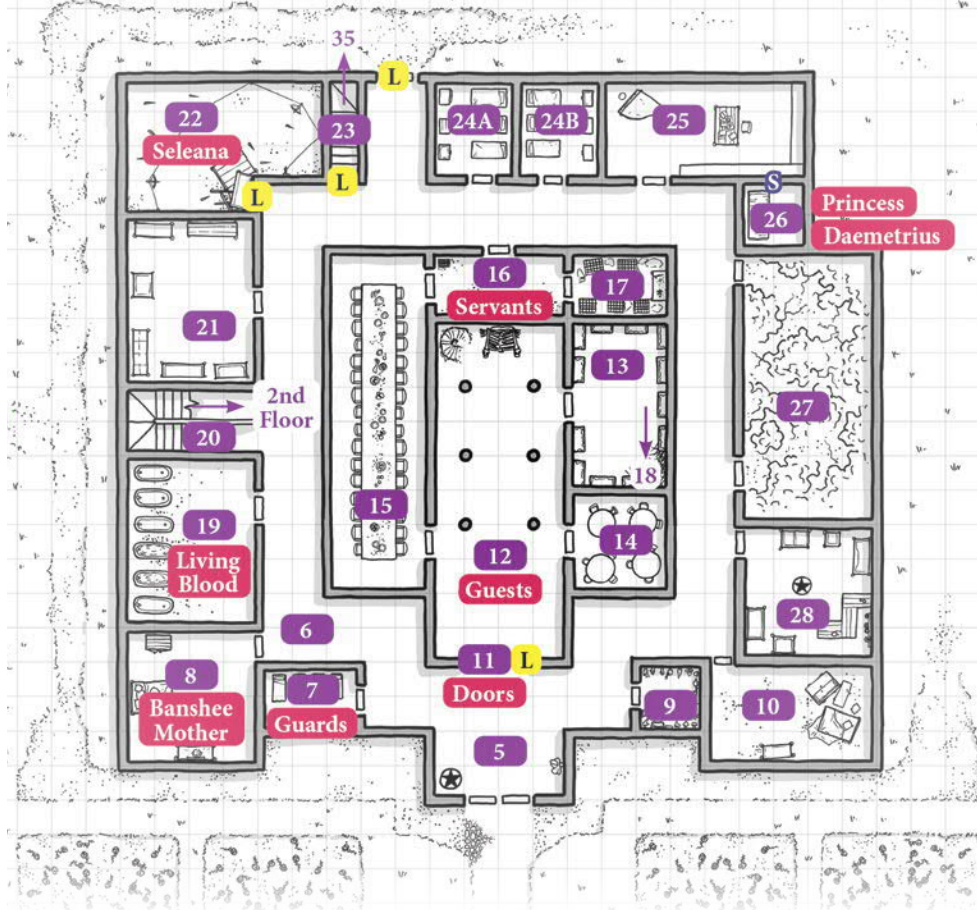 35
L
22
Seleana
23
24A
24B
25
L
L
S
26
Princess
Daemetrius
16
Servants
17
21
13
2nd
Floor
20
27
18
15
19
Living
Blood
12
Guests
14
28
6
11
L
Doors
8
Banshee
Mother
7
Guards
9
10
5